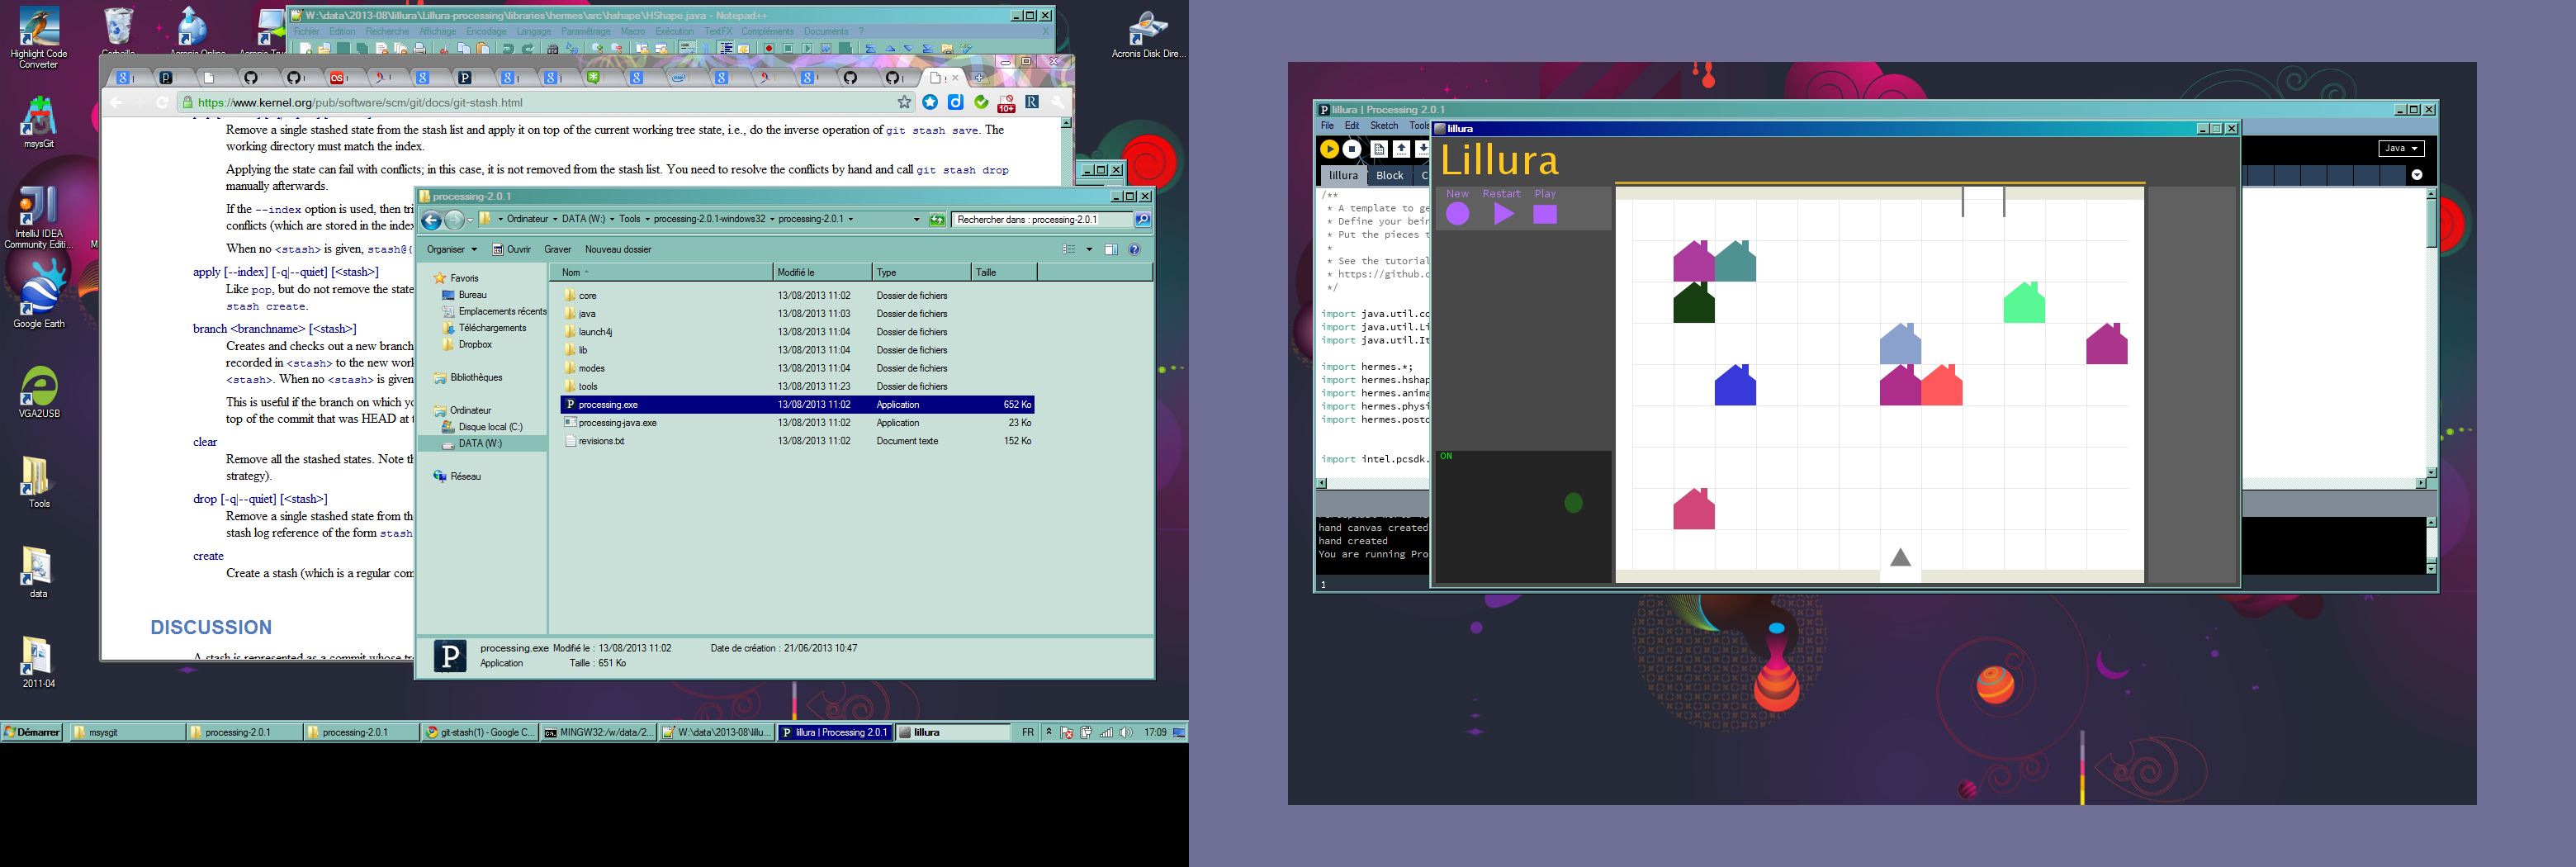 Highlight Code
Converter
Corbeille
Acronis Online
Acronis Tr
Acronis Disk Dire...
msysGit
IntelliJ IDEA
Community Editi...
Google Earth
VGA2USB
Tools
data
2011-04
W:\data\2013-08\lillura\Lillura-processing\libraries\hermes\src\hshape\HShape.java - Notepad++
Fichier Edition Recherche Affichage Encodage Langage Paramétrage Macro Exécution TextFX Compléments Documents ? X
https://www.kernel.org/pub/software/scm/git/docs/git-stash.html
10+
Remove a single stashed state from the stash list and apply it on top of the current working tree state, i.e., do the inverse operation of git stash save. The
working directory must match the index.
Applying the state can fail with conflicts; in this case, it is not removed from the stash list. You need to resolve the conflicts by hand and call git stash drop
manually afterwards.
If the --index option is used, then tri
conflicts (which are stored in the index
When no <stash> is given, stash@{
apply [--index] [-q|--quiet] [<stash>]
Like pop, but do not remove the state
stash create.
branch <branchname> [<stash>]
Creates and checks out a new branch
recorded in <stash> to the new work
<stash>. When no <stash> is given
This is useful if the branch on which yo
top of the commit that was HEAD at t
clear
Remove all the stashed states. Note th
strategy).
drop [-q|--quiet] [<stash>]
Remove a single stashed state from the
stash log reference of the form stash
create
Create a stash (which is a regular com
DISCUSSION
A stash is represented as a commit whose tre
processing-2.0.1
Ordinateur DATA (W:) Tools processing-2.0.1-windows32 processing-2.0.1
Rechercher dans : processing-2.0.1
Organiser Ouvrir Graver Nouveau dossier
Favoris
Bureau
Emplacements récents
Téléchargements
Dropbox
Bibliothèques
Ordinateur
Disque local (C:)
DATA (W:)
Réseau
Nom Modifié le Type Taille
core 13/08/2013 11:02 Dossier de fichiers
java 13/08/2013 11:03 Dossier de fichiers
launch4j 13/08/2013 11:04 Dossier de fichiers
lib 13/08/2013 11:04 Dossier de fichiers
modes 13/08/2013 11:04 Dossier de fichiers
tools 13/08/2013 11:23 Dossier de fichiers
processing.exe 13/08/2013 11:02 Application 652 Ko
processing-java.exe 13/08/2013 11:02 Application 23 Ko
revisions.txt 13/08/2013 11:02 Document texte 152 Ko
processing.exe Modifié le : 13/08/2013 11:02 Date de création : 21/06/2013 10:47
Application Taille : 651 Ko
Démarrer
msysgit
processing-2.0.1
processing-2.0.1
git-stash(1) - Google C...
MINGW32:/w/data/2...
W:\data\2013-08\lillu...
lillura | Processing 2.0.1
lillura
FR
17:09
lillura | Processing 2.0.1
File Edit Sketch Tools
Java
lillura Block C
/**
* A template to ge
* Define your bein
* Put the pieces t
*
* See the tutorial
* https://github.c
*/
import java.util.co
import java.util.Li
import java.util.It
import hermes.*;
import hermes.hshap
import hermes.anima
import hermes.physi
import hermes.postc
import intel.pcsdk.
hand canvas created
hand created
You are running Pro
1
lillura
Lillura
New Restart Play
ON